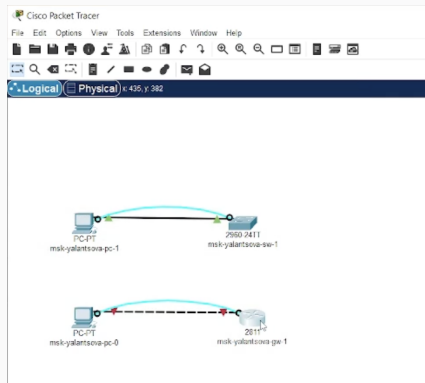 Cisco Packet Tracer
File Edit Options View Tools Extensions Window Help
Logical Physical x: 435, y: 382
PC-PT
msk-yalantsova-pc-1
2960-24TT
msk-yalantsova-sw-1
PC-PT
msk-yalantsova-pc-0
2811
msk-yalantsova-gw-1